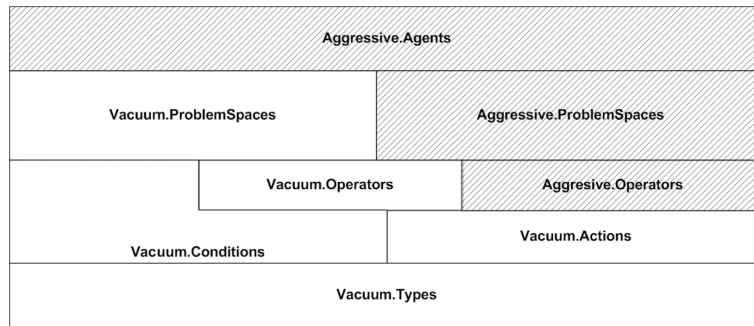 Aggressive.Agents
Vacuum.ProblemSpaces
Aggressive.ProblemSpaces
Vacuum.Operators
Aggresive.Operators
Vacuum.Actions
Vacuum.Conditions
Vacuum.Types